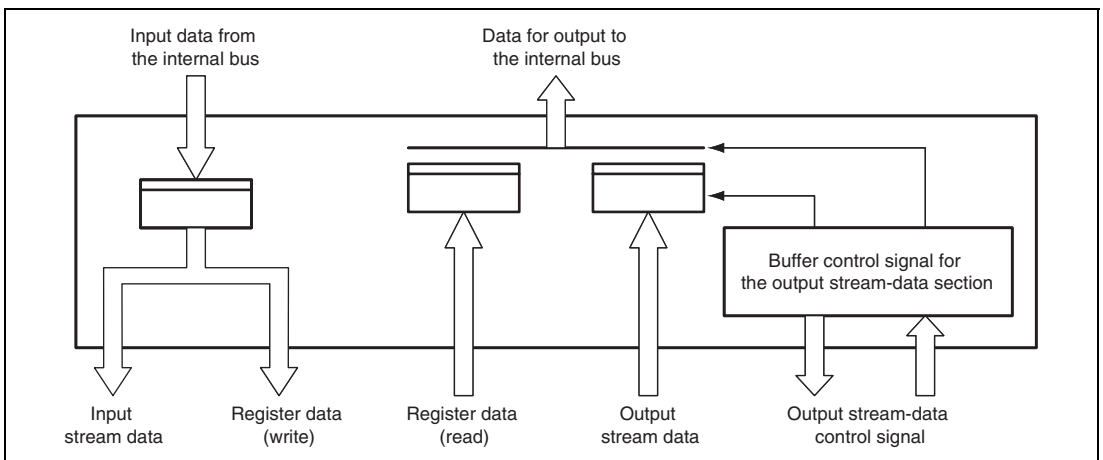 Input data from
the internal bus
Data for output to
the internal bus
Buffer control signal for
the output stream-data section
Input
stream data
Register data
(write)
Register data
(read)
Output
stream data
Output stream-data
control signal